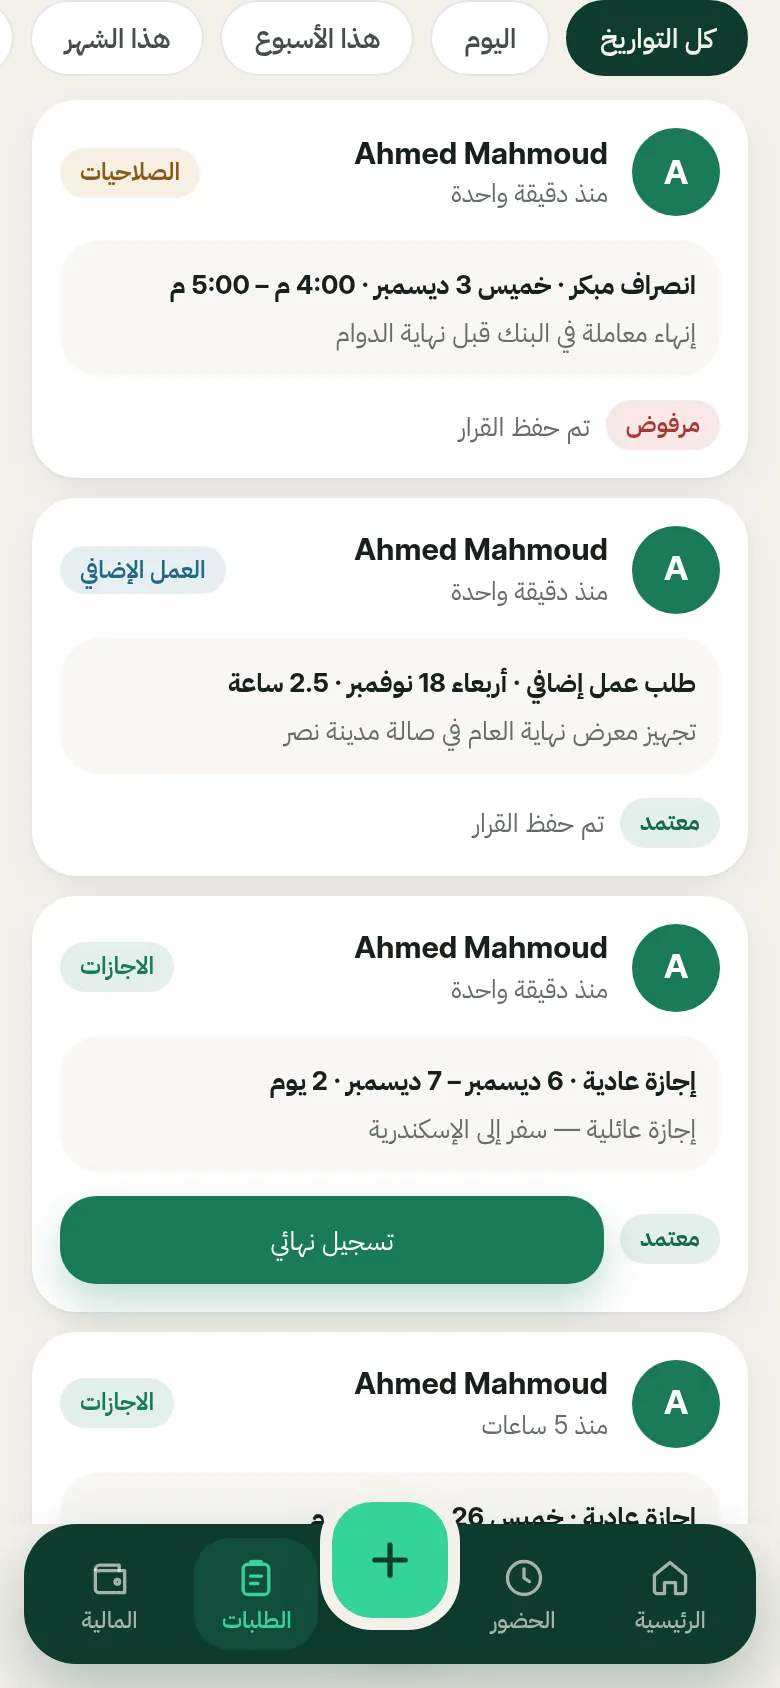 كل التواريخ
اليوم
هذا الأسبوع
هذا الشهر
A
Ahmed Mahmoud
الصلاحيات
منذ دقيقة واحدة
انصراف مبكر · خميس 3 ديسمبر · 4:00 م – 5:00 م
إنهاء معاملة في البنك قبل نهاية الدوام
مرفوض
تم حفظ القرار
A
Ahmed Mahmoud
العمل الإضافي
منذ دقيقة واحدة
طلب عمل إضافي · أربعاء 18 نوفمبر · 2.5 ساعة
تجهيز معرض نهاية العام في صالة مدينة نصر
معتمد
تم حفظ القرار
A
Ahmed Mahmoud
الاجازات
منذ دقيقة واحدة
إجازة عادية · 6 ديسمبر – 7 ديسمبر · 2 يوم
إجازة عائلية — سفر إلى الإسكندرية
معتمد
تسجيل نهائي
A
Ahmed Mahmoud
الاجازات
منذ 5 ساعات
إجازة عادية · خميس 26
الرئيسية
الحضور
+
الطلبات
المالية